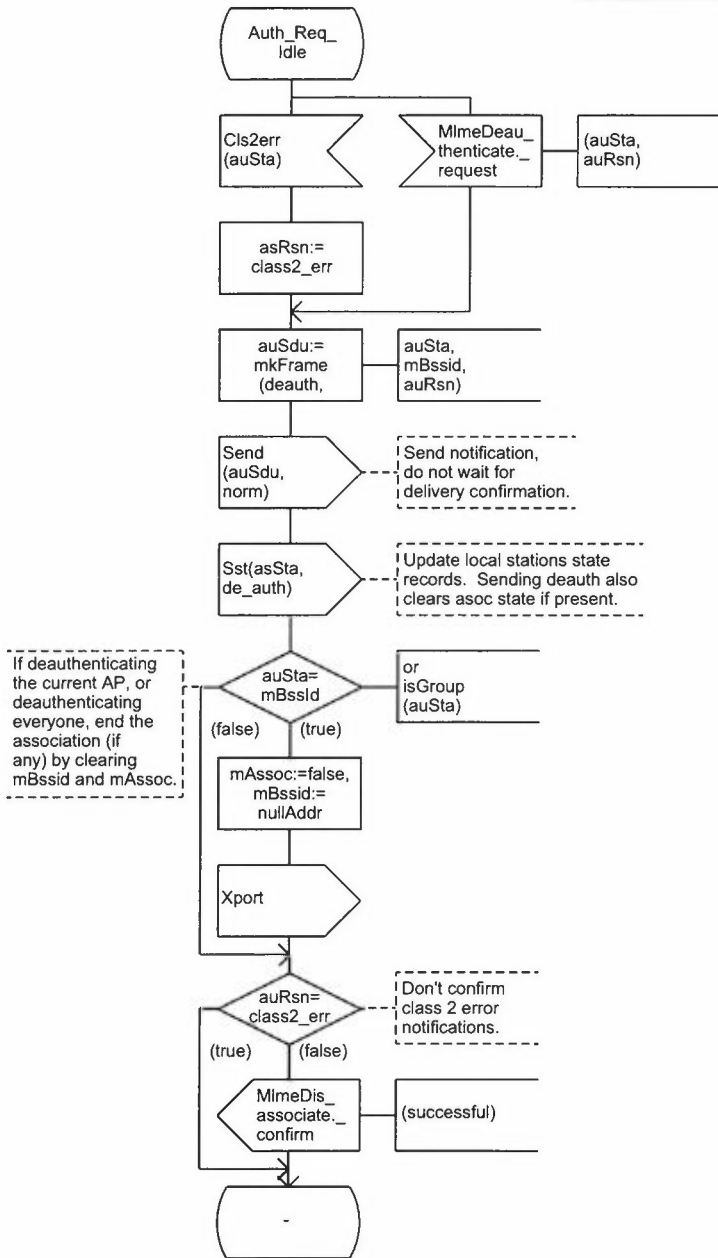 Auth_Req_
Idle
Cls2err
(auSta)
MlmeDeau_
thenticate._
request
(auSta,
auRsn)
asRsn:=
class2_err
auSdu:=
mkFrame
(deauth,
auSta,
mBssid,
auRsn)
Send
(auSdu,
norm)
Send notification,
do not wait for
delivery confirmation.
Sst(asSta,
de_auth)
Update local stations state
records. Sending deauth also
clears asoc state if present.
If deauthenticating
the current AP, or
deauthenticating
everyone, end the
association (if
any) by clearing
mBssid and mAssoc.
auSta=
mBssId
or
isGroup
(auSta)
(false)
(true)
mAssoc:=false,
mBssid:=
nullAddr
Xport
auRsn=
class2_err
Don't confirm
class 2 error
notifications.
(true)
(false)
MlmeDis_
associate._
confirm
(successful)
-